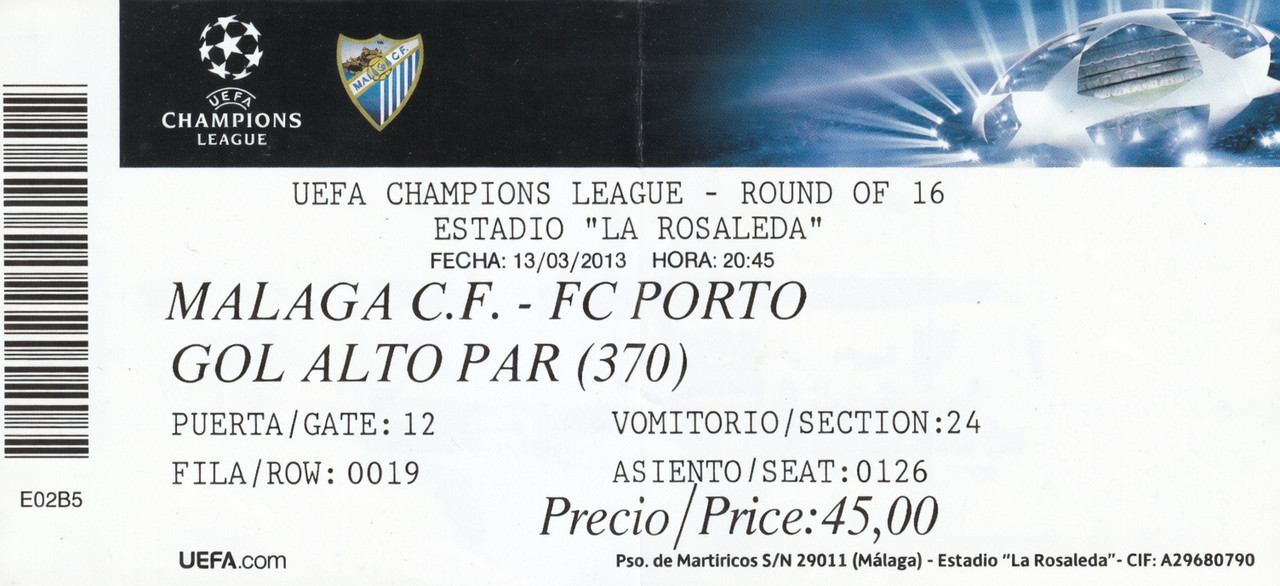 UEFA
CHAMPIONS
LEAGUE
MALAGA C.F.
UEFA CHAMPIONS LEAGUE - ROUND OF 16
ESTADIO "LA ROSALEDA"
FECHA: 13/03/2013 HORA: 20:45
MALAGA C.F. - FC PORTO
GOL ALTO PAR (370)
PUERTA/GATE: 12 VOMITORIO/SECTION:24
FILA/ROW: 0019 ASIENTO/SEAT:0126
Precio/Price:45,00
E02B5
UEFA.com
Pso. de Martiricos S/N 29011 (Málaga) - Estadio "La Rosaleda"- CIF: A29680790